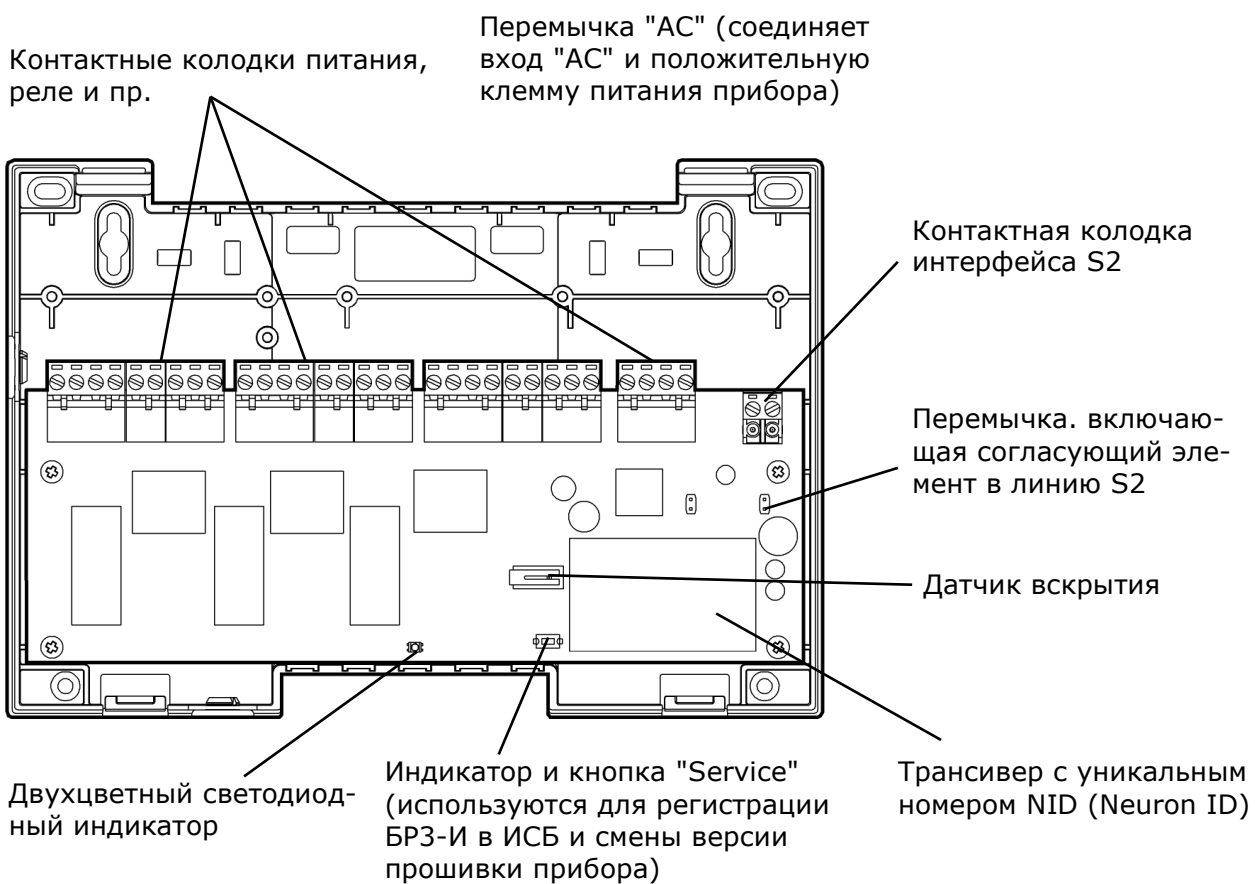 Перемычка "АС" (соединяет
вход "АС" и положительную
клемму питания прибора)
Контактные колодки питания,
реле и пр.
Контактная колодка
интерфейса S2
Перемычка. включаю-
щая согласующий эле-
мент в линию S2
Датчик вскрытия
Двухцветный светодиод-
ный индикатор
Индикатор и кнопка "Service"
(используются для регистрации
БР3-И в ИСБ и смены версии
прошивки прибора)
Трансивер с уникальным
номером NID (Neuron ID)